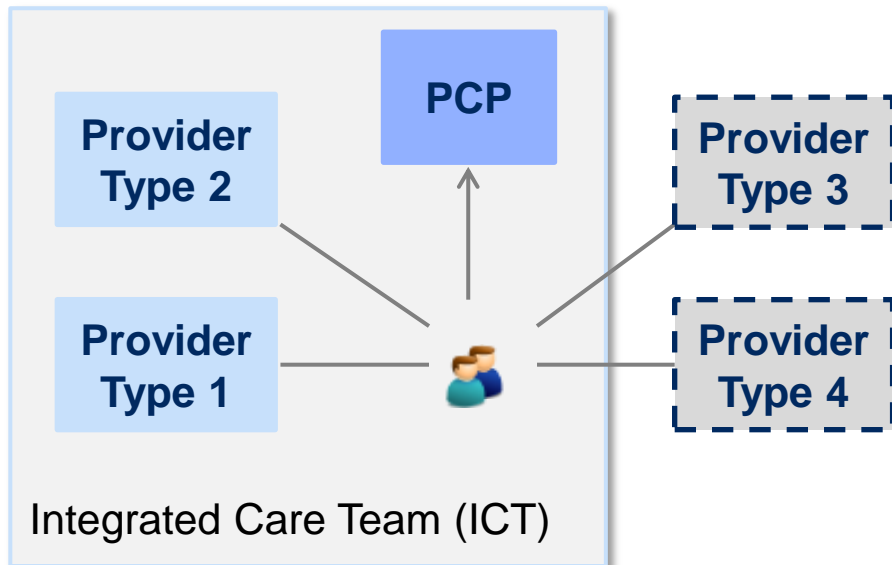 PCP
Provider
Type 2
Provider
Type 3
Provider
Type 1
Provider
Type 4
Integrated Care Team (ICT)